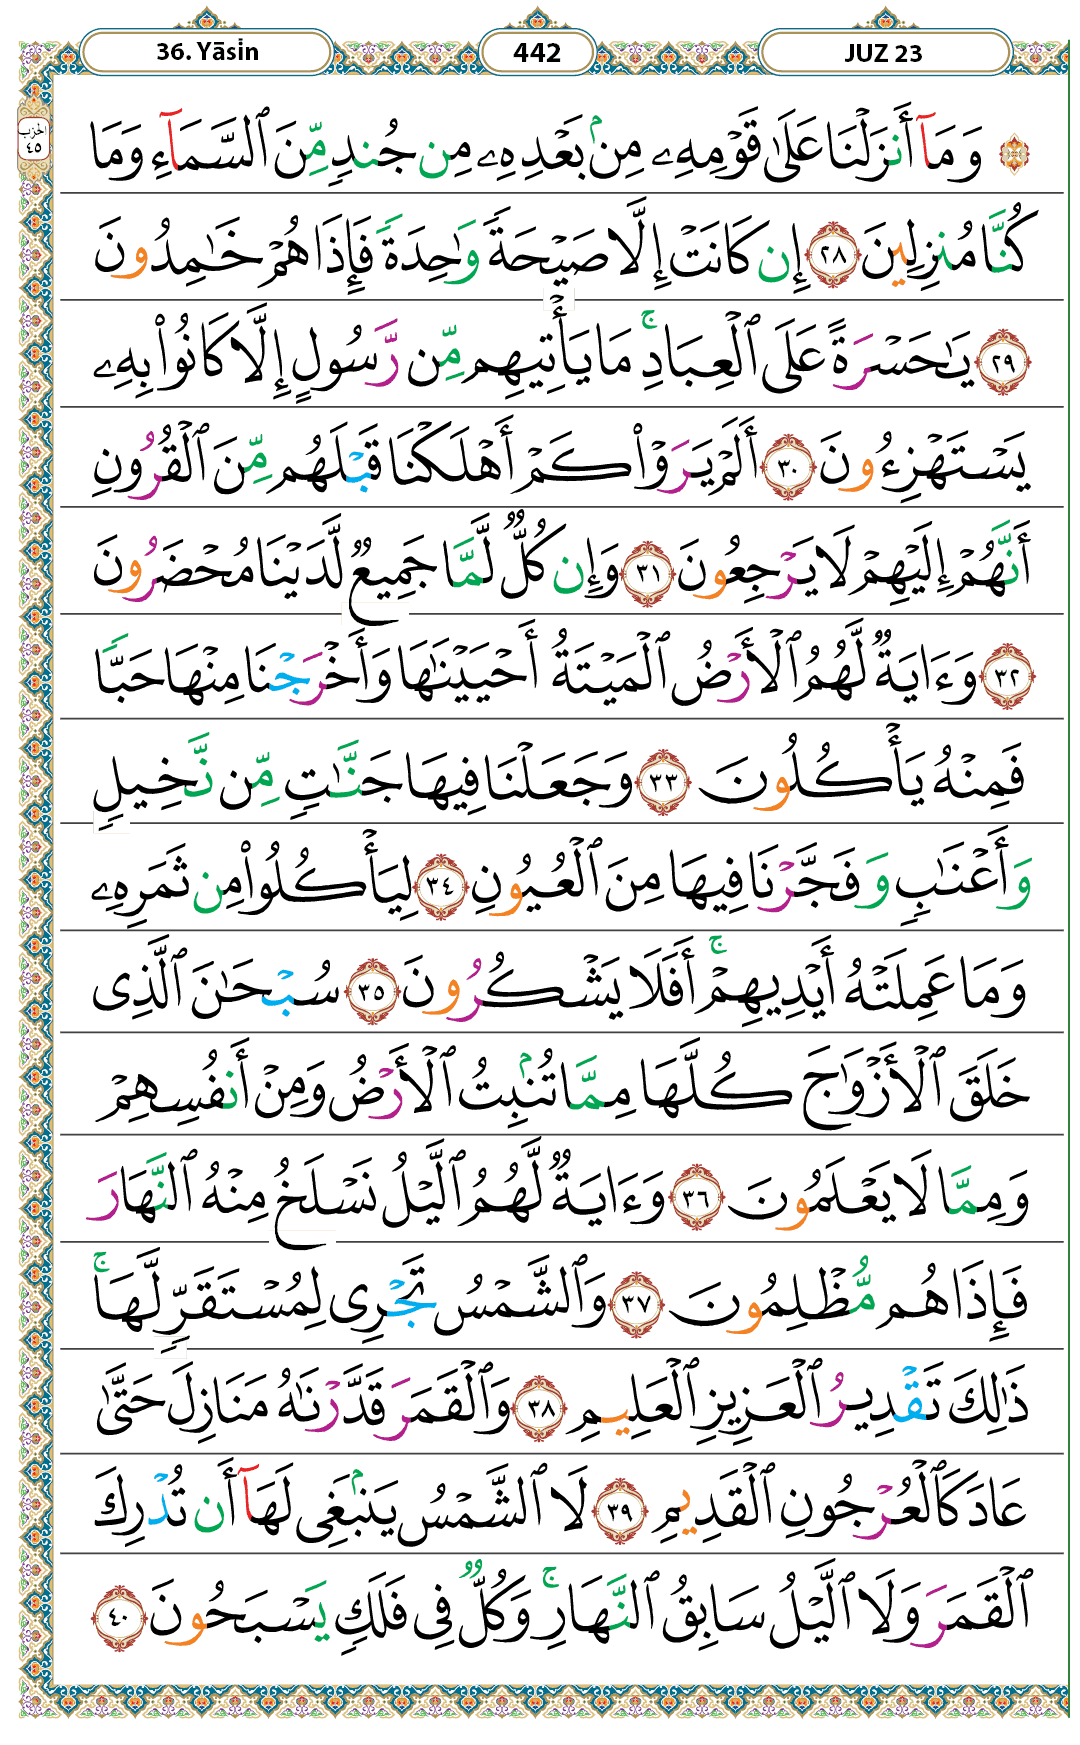 36. Yāsin 442 JUZ 23
الحزب
٤٥
۞ وَمَآ أَنزَلْنَا عَلَىٰ قَوْمِهِۦ مِنۢ بَعْدِهِۦ مِن جُندٍ مِّنَ ٱلسَّمَآءِ وَمَا
كُنَّا مُنزِلِينَ ٢٨ إِن كَانَتْ إِلَّا صَيْحَةً وَٰحِدَةً فَإِذَا هُمْ خَٰمِدُونَ
٢٩ يَٰحَسْرَةً عَلَى ٱلْعِبَادِ ۚ مَا يَأْتِيهِم مِّن رَّسُولٍ إِلَّا كَانُوا۟ بِهِۦ
يَسْتَهْزِءُونَ ٣٠ أَلَمْ يَرَوْا۟ كَمْ أَهْلَكْنَا قَبْلَهُم مِّنَ ٱلْقُرُونِ
أَنَّهُمْ إِلَيْهِمْ لَا يَرْجِعُونَ ٣١ وَإِن كُلٌّ لَّمَّا جَمِيعٌ لَّدَيْنَا مُحْضَرُونَ
٣٢ وَءَايَةٌ لَّهُمُ ٱلْأَرْضُ ٱلْمَيْتَةُ أَحْيَيْنَٰهَا وَأَخْرَجْنَا مِنْهَا حَبًّا
فَمِنْهُ يَأْكُلُونَ ٣٣ وَجَعَلْنَا فِيهَا جَنَّٰتٍ مِّن نَّخِيلٍ
وَأَعْنَٰبٍ وَفَجَّرْنَا فِيهَا مِنَ ٱلْعُيُونِ ٣٤ لِيَأْكُلُوا۟ مِن ثَمَرِهِۦ
وَمَا عَمِلَتْهُ أَيْدِيهِمْ ۚ أَفَلَا يَشْكُرُونَ ٣٥ سُبْحَٰنَ ٱلَّذِى
خَلَقَ ٱلْأَزْوَٰجَ كُلَّهَا مِمَّا تُنۢبِتُ ٱلْأَرْضُ وَمِنْ أَنفُسِهِمْ
وَمِمَّا لَا يَعْلَمُونَ ٣٦ وَءَايَةٌ لَّهُمُ ٱلَّيْلُ نَسْلَخُ مِنْهُ ٱلنَّهَارَ
فَإِذَا هُم مُّظْلِمُونَ ٣٧ وَٱلشَّمْسُ تَجْرِى لِمُسْتَقَرٍّ لَّهَا ۚ
ذَٰلِكَ تَقْدِيرُ ٱلْعَزِيزِ ٱلْعَلِيمِ ٣٨ وَٱلْقَمَرَ قَدَّرْنَٰهُ مَنَازِلَ حَتَّىٰ
عَادَ كَٱلْعُرْجُونِ ٱلْقَدِيمِ ٣٩ لَا ٱلشَّمْسُ يَنۢبَغِى لَهَآ أَن تُدْرِكَ
ٱلْقَمَرَ وَلَا ٱلَّيْلُ سَابِقُ ٱلنَّهَارِ ۚ وَكُلٌّ فِى فَلَكٍ يَسْبَحُونَ ٤٠